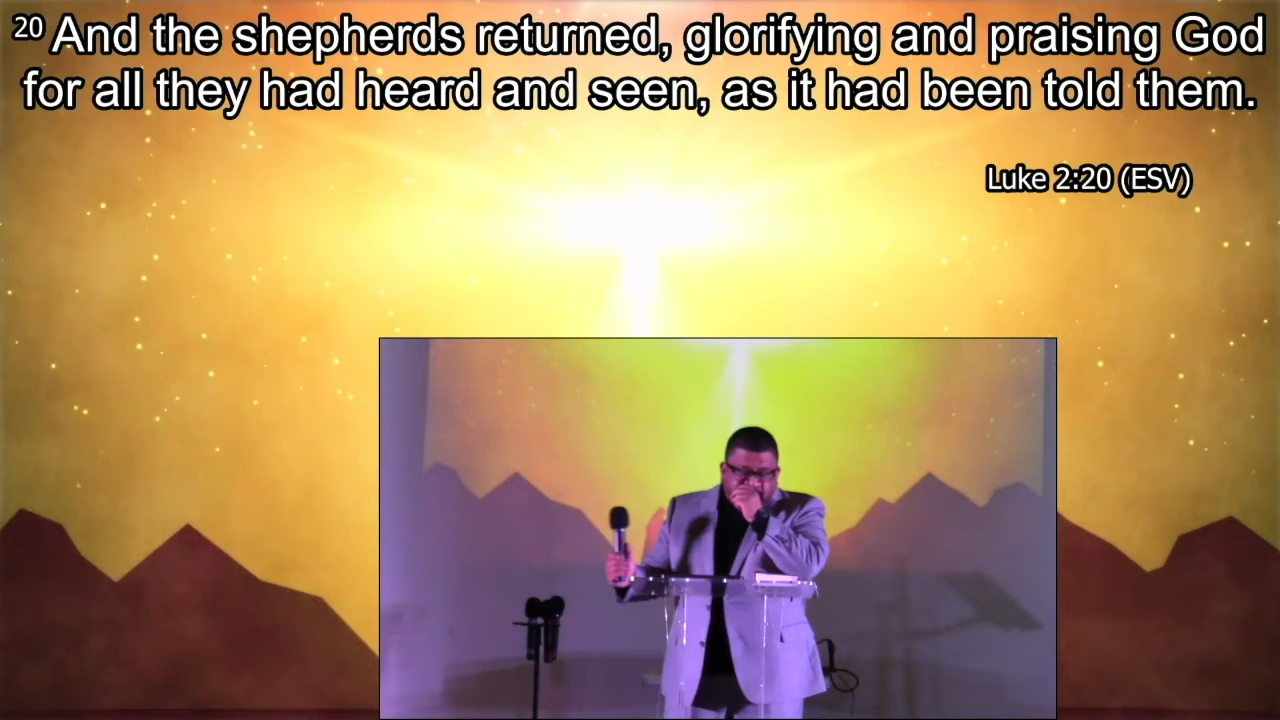 20 And the shepherds returned, glorifying and praising God
for all they had heard and seen, as it had been told them.
Luke 2:20 (ESV)